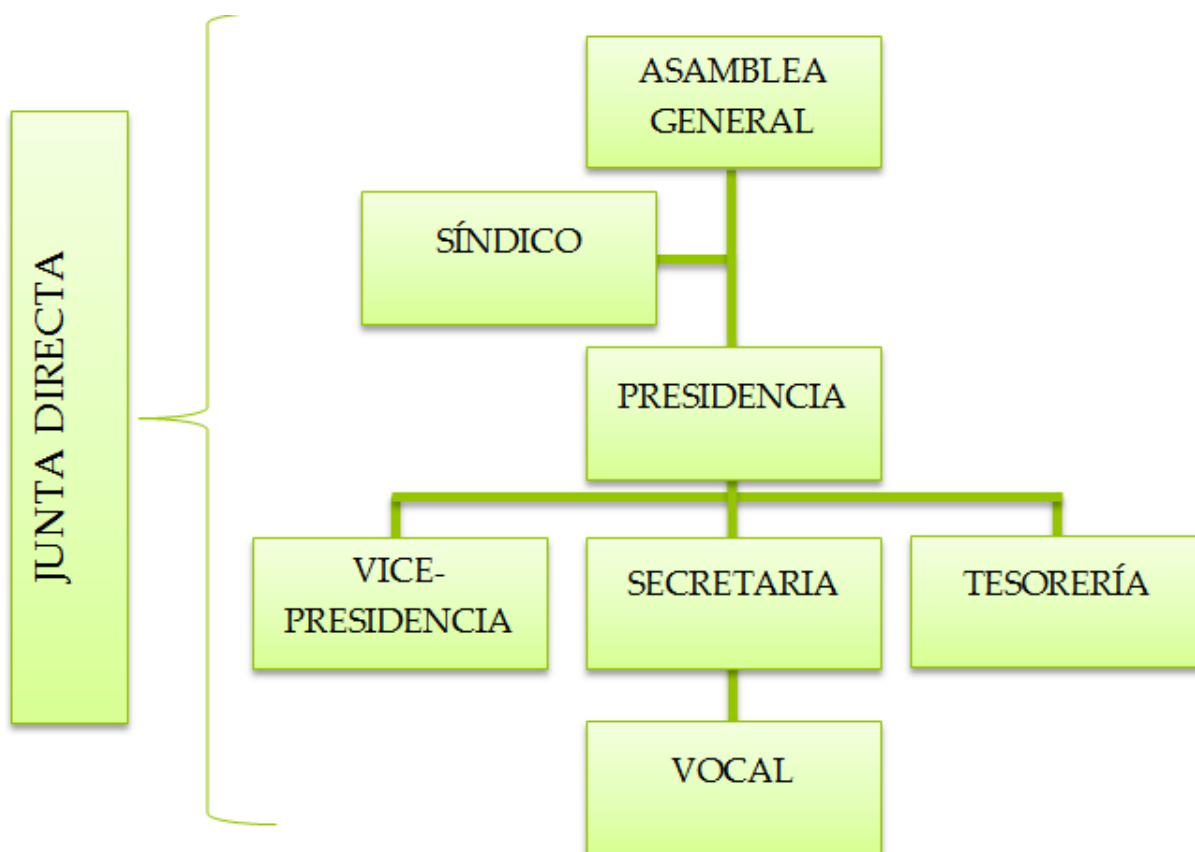 JUNTA DIRECTA
ASAMBLEA
GENERAL
SÍNDICO
PRESIDENCIA
VICE-
PRESIDENCIA
SECRETARIA
TESORERÍA
VOCAL